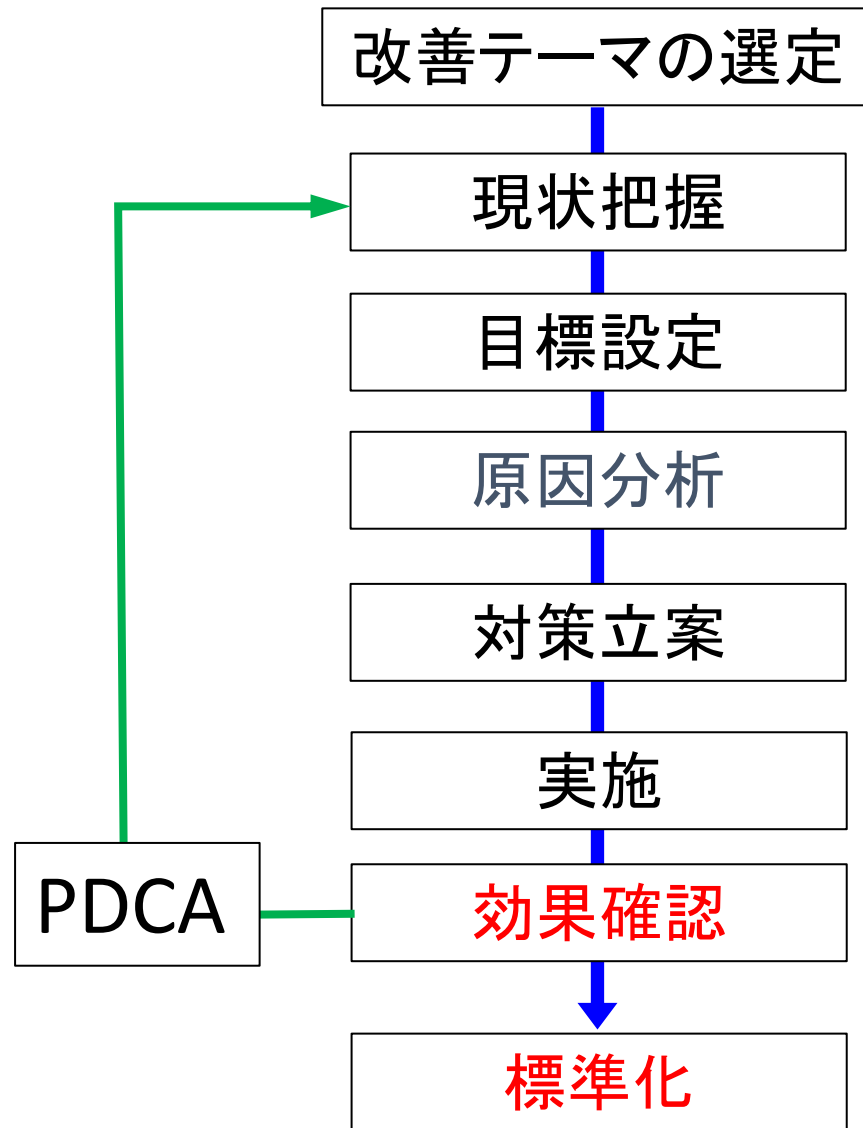 改善テーマの選定
現状把握
目標設定
原因分析
対策立案
実施
PDCA
効果確認
標準化